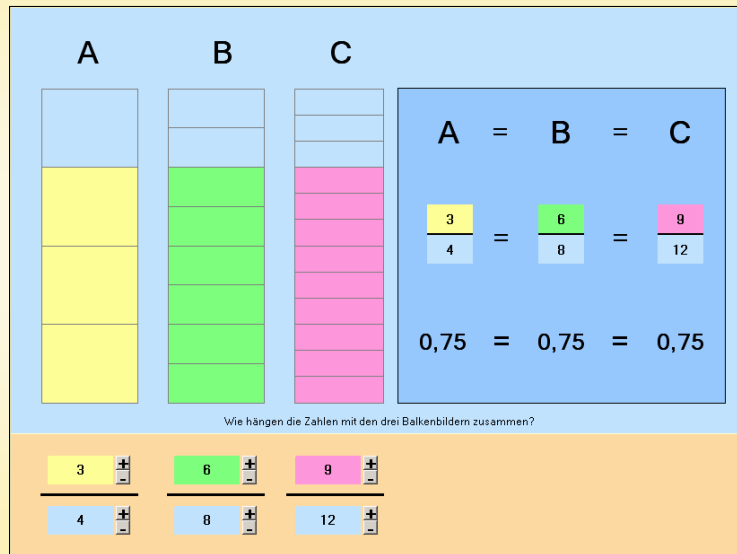 A B C
A = B = C
3 = 6 = 9
4 8 12
0,75 = 0,75 = 0,75
Wie hängen die Zahlen mit den drei Balkenbildern zusammen?
3 + - 6 + - 9 + -
4 + - 8 + - 12 + -